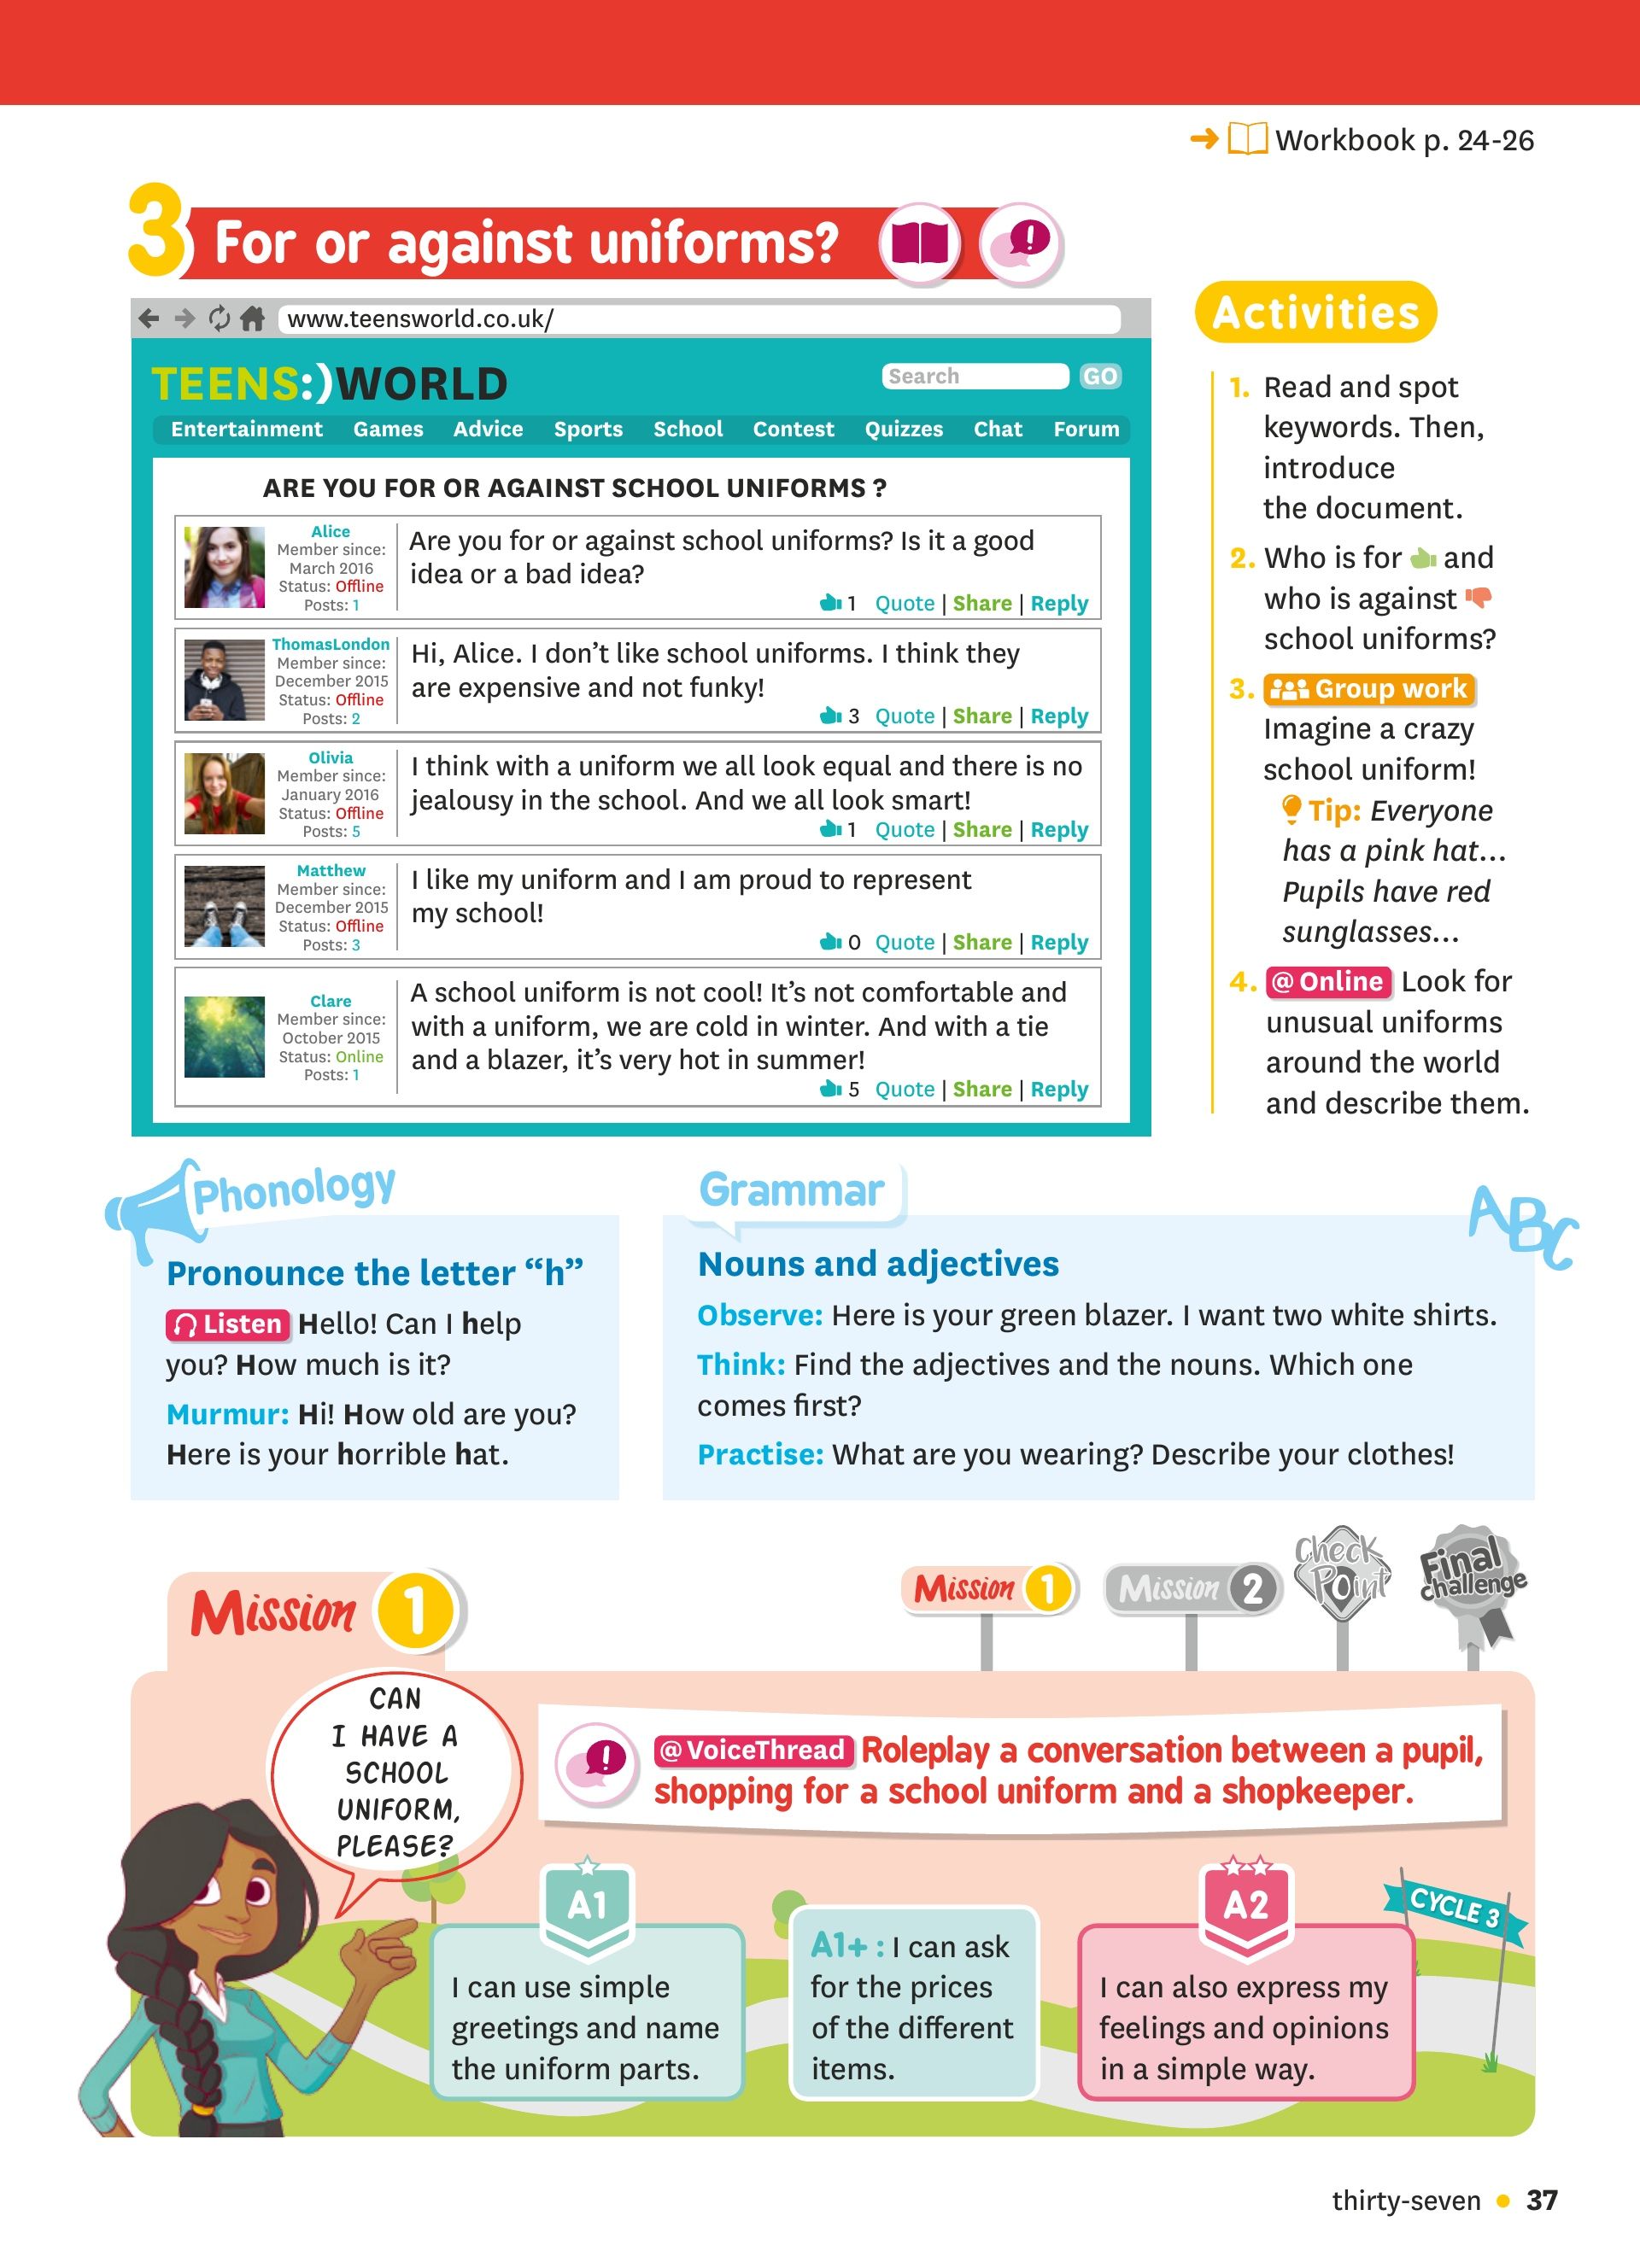 Workbook p. 24-26
3 For or against uniforms?
www.teensworld.co.uk/
TEENS:)WORLD
Search GO
Entertainment Games Advice Sports School Contest Quizzes Chat Forum
ARE YOU FOR OR AGAINST SCHOOL UNIFORMS ?
Alice
Member since:
March 2016
Status: Offline
Posts: 1
Are you for or against school uniforms? Is it a good
idea or a bad idea?
1 Quote | Share | Reply
ThomasLondon
Member since:
December 2015
Status: Offline
Posts: 2
Hi, Alice. I don’t like school uniforms. I think they
are expensive and not funky!
3 Quote | Share | Reply
Olivia
Member since:
January 2016
Status: Offline
Posts: 5
I think with a uniform we all look equal and there is no
jealousy in the school. And we all look smart!
1 Quote | Share | Reply
Matthew
Member since:
December 2015
Status: Offline
Posts: 3
I like my uniform and I am proud to represent
my school!
0 Quote | Share | Reply
Clare
Member since:
October 2015
Status: Online
Posts: 1
A school uniform is not cool! It’s not comfortable and
with a uniform, we are cold in winter. And with a tie
and a blazer, it’s very hot in summer!
5 Quote | Share | Reply
Activities
1. Read and spot
keywords. Then,
introduce
the document.
2. Who is for and
who is against
school uniforms?
3. Group work
Imagine a crazy
school uniform!
Tip: Everyone
has a pink hat...
Pupils have red
sunglasses...
4. @ Online Look for
unusual uniforms
around the world
and describe them.
Phonology
Pronounce the letter “h”
Listen Hello! Can I help
you? How much is it?
Murmur: Hi! How old are you?
Here is your horrible hat.
Grammar
ABC
Nouns and adjectives
Observe: Here is your green blazer. I want two white shirts.
Think: Find the adjectives and the nouns. Which one
comes first?
Practise: What are you wearing? Describe your clothes!
Mission 1
Mission 1
Mission 2
Check
Point
Final
challenge
CAN
I HAVE A
SCHOOL
UNIFORM,
PLEASE?
@ VoiceThread Roleplay a conversation between a pupil,
shopping for a school uniform and a shopkeeper.
A1
I can use simple
greetings and name
the uniform parts.
A1+ : I can ask
for the prices
of the different
items.
A2
I can also express my
feelings and opinions
in a simple way.
CYCLE 3
thirty-seven • 37